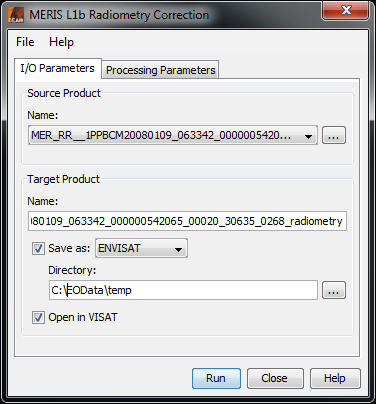 MERIS L1b Radiometry Correction
File Help
I/O Parameters Processing Parameters
Source Product
Name:
MER_RR__1PPBCM20080109_063342_0000005420...
...
Target Product
Name:
80109_063342_000000542065_00020_30635_0268_radiometry
Save as: ENVISAT
Directory:
C:\EOData\temp
...
Open in VISAT
Run Close Help